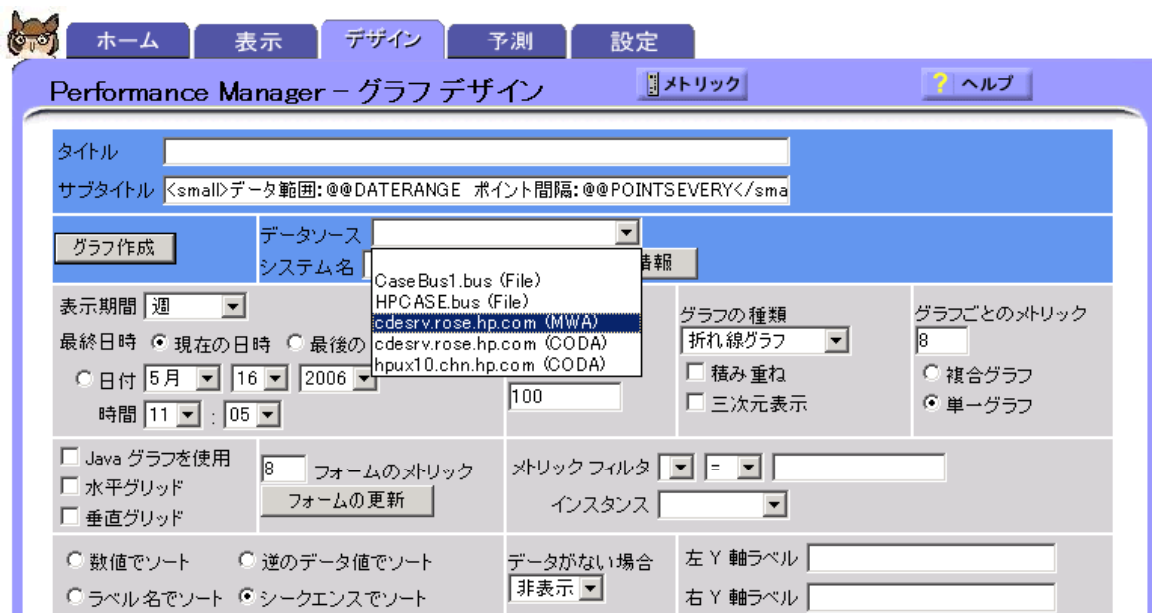 ホーム 表示 デザイン 予測 設定
Performance Manager - グラフ デザイン メトリック ? ヘルプ
タイトル
サブタイトル <small>データ範囲: @@DATERANGE ポイント間隔: @@POINTSEVERY</sma
グラフ作成
データソース
システム名 情報
CaseBus1.bus (File)
HPCASE.bus (File)
cdesrv.rose.hp.com (MWA)
cdesrv.rose.hp.com (CODA)
hpux10.chn.hp.com (CODA)
表示期間 週
最終日時 現在の日時 最後の
日付 5月 16 2006
時間 11 : 05
100
グラフの種類
折れ線グラフ
積み重ね
三次元表示
グラフごとのメトリック
8
複合グラフ
単一グラフ
Java グラフを使用
水平グリッド
垂直グリッド
8 フォームのメトリック
フォームの更新
メトリック フィルタ =
インスタンス
数値でソート 逆のデータ値でソート
ラベル名でソート シークエンスでソート
データがない場合
非表示
左 Y 軸ラベル
右 Y 軸ラベル